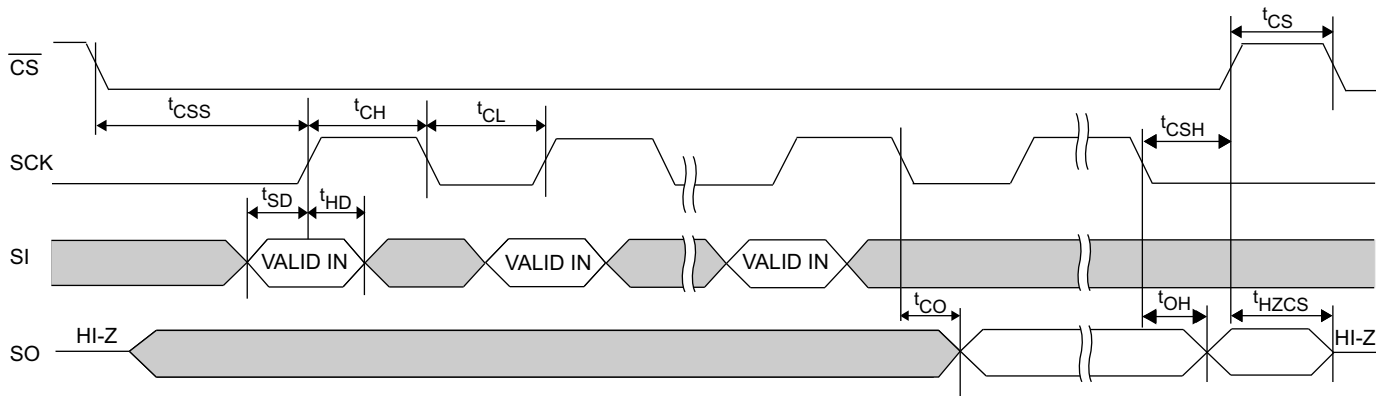 tCS
CS
tCSS
tCH
tCL
tCSH
SCK
tSD
tHD
SI
VALID IN
VALID IN
VALID IN
tCO
tOH
tHZCS
SO
HI-Z
HI-Z